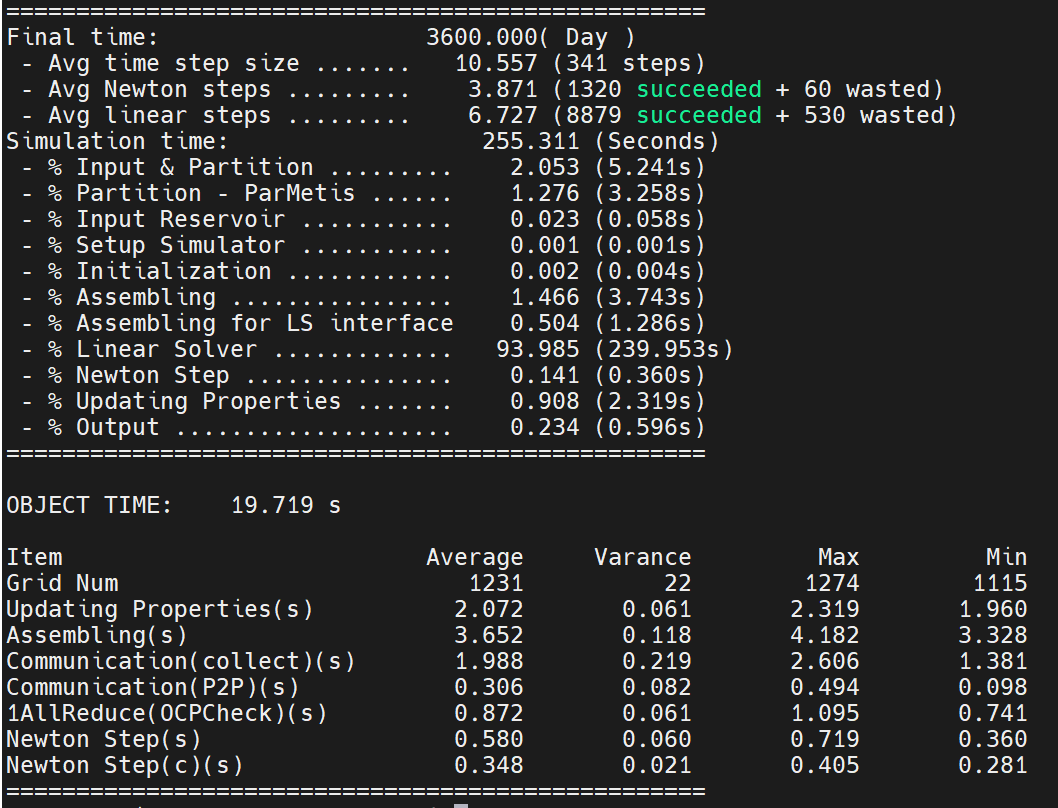 ==================================================
Final time:                   3600.000( Day )
 - Avg time step size .......   10.557 (341 steps)
 - Avg Newton steps .........    3.871 (1320 succeeded + 60 wasted)
 - Avg linear steps .........    6.727 (8879 succeeded + 530 wasted)
Simulation time:                  255.311 (Seconds)
 - % Input & Partition .........    2.053 (5.241s)
 - % Partition - ParMetis ......    1.276 (3.258s)
 - % Input Reservoir ...........    0.023 (0.058s)
 - % Setup Simulator ...........    0.001 (0.001s)
 - % Initialization ............    0.002 (0.004s)
 - % Assembling ................    1.466 (3.743s)
 - % Assembling for LS interface    0.504 (1.286s)
 - % Linear Solver .............   93.985 (239.953s)
 - % Newton Step ...............    0.141 (0.360s)
 - % Updating Properties .......    0.908 (2.319s)
 - % Output ....................    0.234 (0.596s)
==================================================
OBJECT TIME:    19.719 s
Item                          Average     Varance         Max         Min
Grid Num                         1231          22        1274        1115
Updating Properties(s)          2.072       0.061       2.319       1.960
Assembling(s)                   3.652       0.118       4.182       3.328
Communication(collect)(s)       1.988       0.219       2.606       1.381
Communication(P2P)(s)           0.306       0.082       0.494       0.098
1AllReduce(OCPCheck)(s)         0.872       0.061       1.095       0.741
Newton Step(s)                  0.580       0.060       0.719       0.360
Newton Step(c)(s)               0.348       0.021       0.405       0.281
==================================================